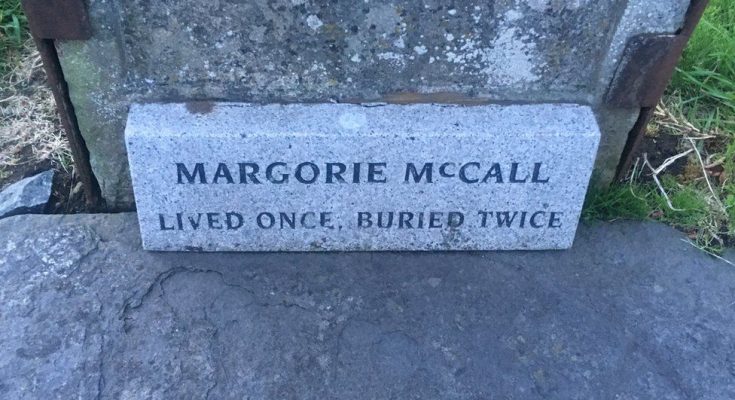 MARGORIE McCALL
LIVED ONCE, BURIED TWICE